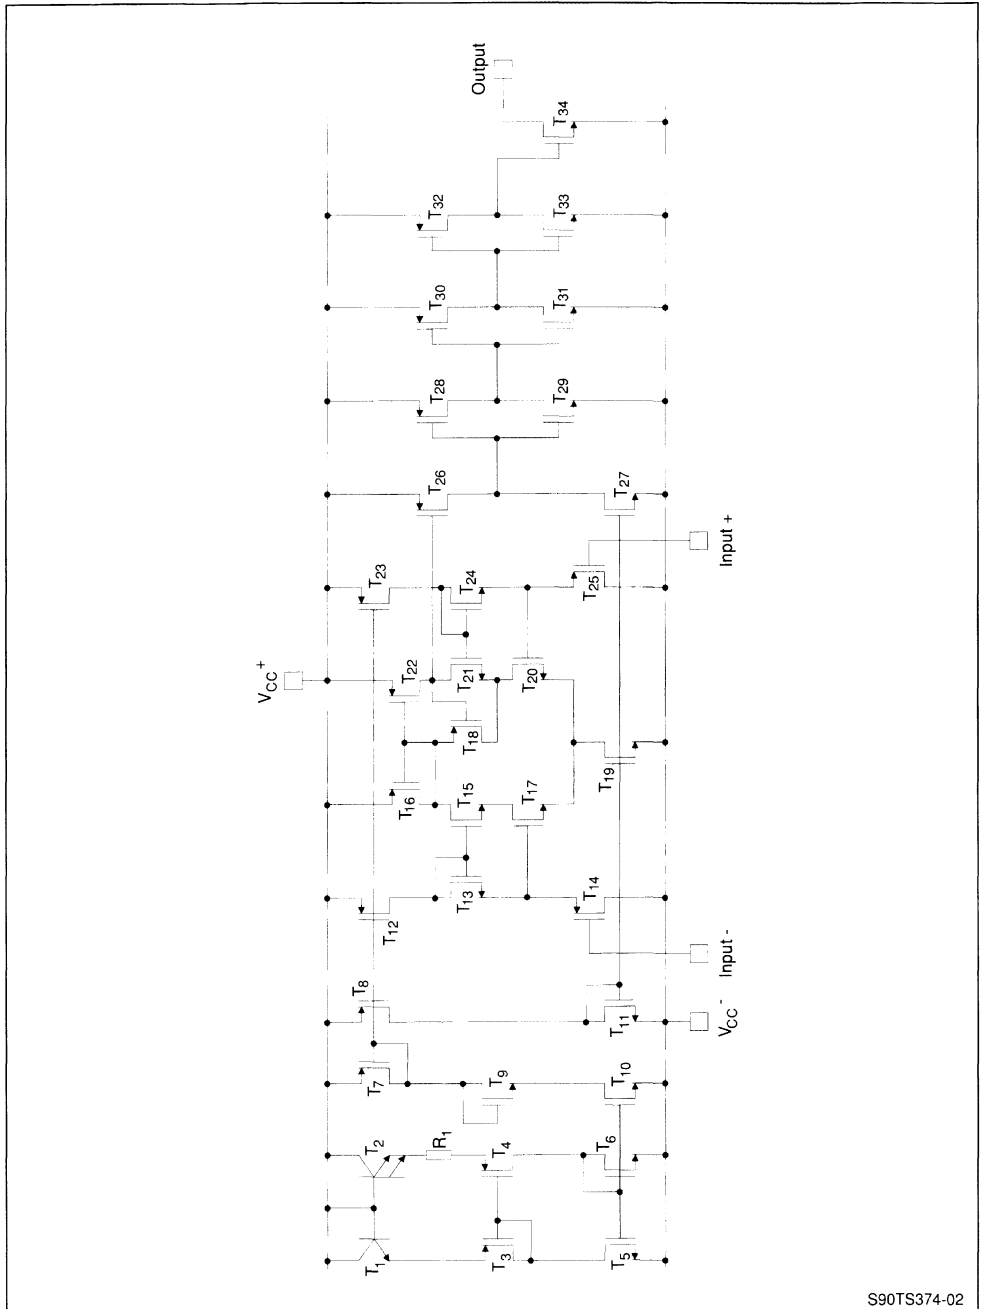 Output
T34
T32
T33
T30
T31
T28
T29
T26
T27
Input +
T23
T24
T25
VCC+
T22
T21
T20
T18
T19
T16
T15
T17
T12
T13
T14
Input -
T8
T11
VCC-
T7
T9
T10
T2
R1
T4
T6
T1
T3
T5
S90TS374-02